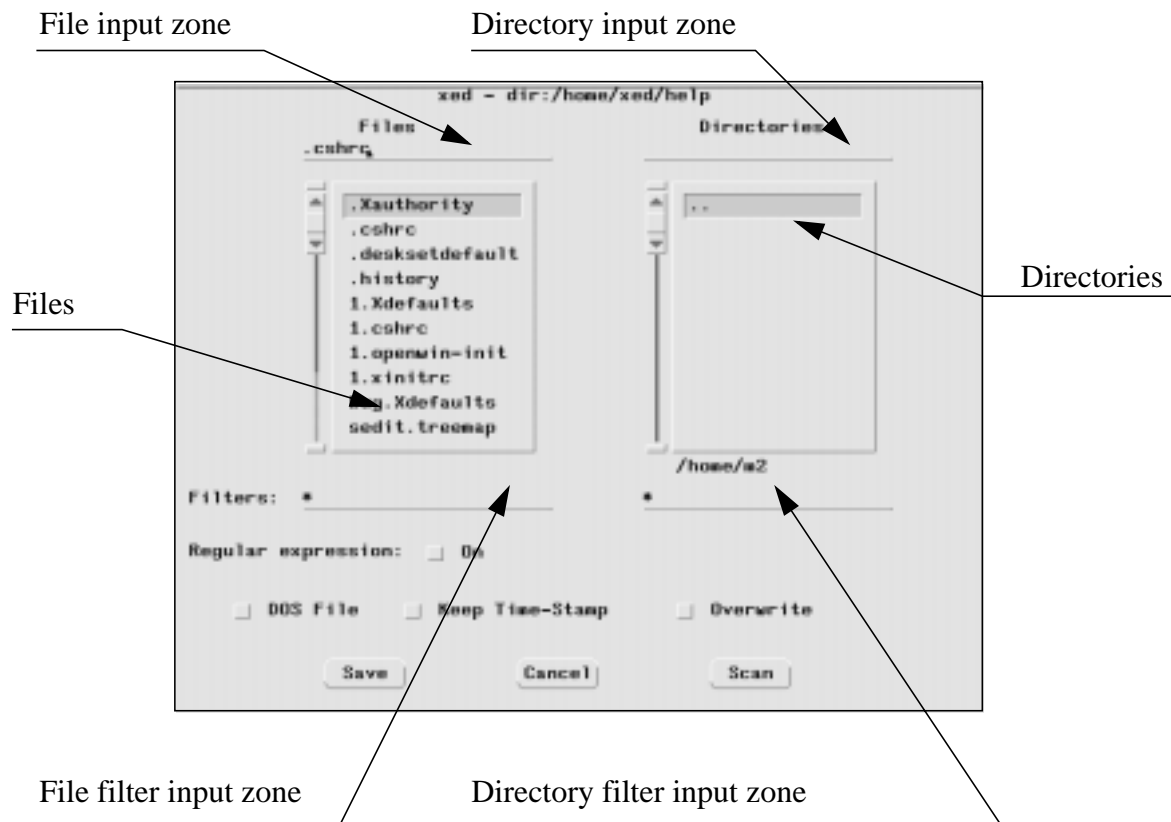 File input zone
Directory input zone
xed - dir:/home/xed/help
Files
Directories
.cshrc
.Xauthority
.cshrc
.desksetdefault
.history
1.Xdefaults
1.cshrc
1.openwin-init
1.xinitrc
.Xdefaults
sedit.treemap
..
/home/m2
Files
Directories
Filters: * *
Regular expression: On
DOS File Keep Time-Stamp Overwrite
Save Cancel Scan
File filter input zone
Directory filter input zone